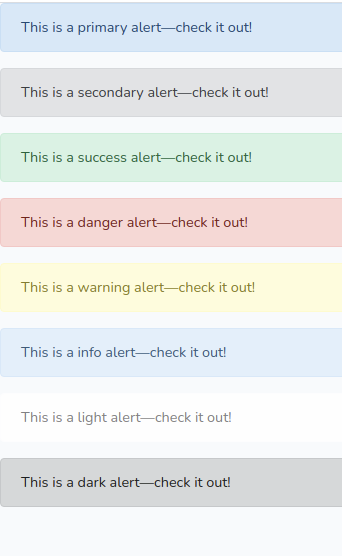 This is a primary alert—check it out!
This is a secondary alert—check it out!
This is a success alert—check it out!
This is a danger alert—check it out!
This is a warning alert—check it out!
This is a info alert—check it out!
This is a light alert—check it out!
This is a dark alert—check it out!